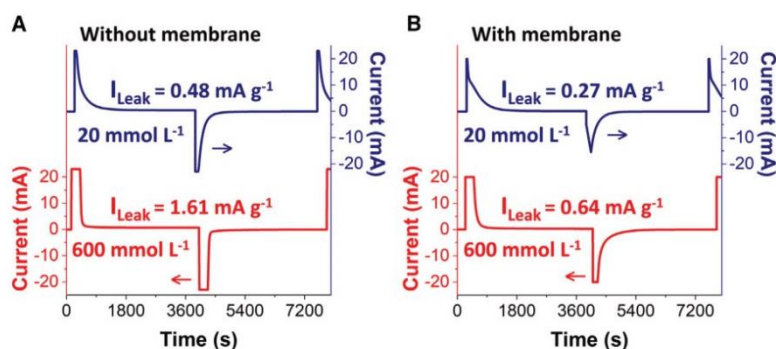 A
Without membrane
Current (mA)
20
10
0
-10
-20
I_Leak = 0.48 mA g⁻¹
20 mmol L⁻¹
Current (mA)
20
10
0
-10
-20
I_Leak = 1.61 mA g⁻¹
600 mmol L⁻¹
0 1800 3600 5400 7200
Time (s)
B
With membrane
Current (mA)
20
10
0
-10
-20
I_Leak = 0.27 mA g⁻¹
20 mmol L⁻¹
Current (mA)
20
10
0
-10
-20
I_Leak = 0.64 mA g⁻¹
600 mmol L⁻¹
0 1800 3600 5400 7200
Time (s)